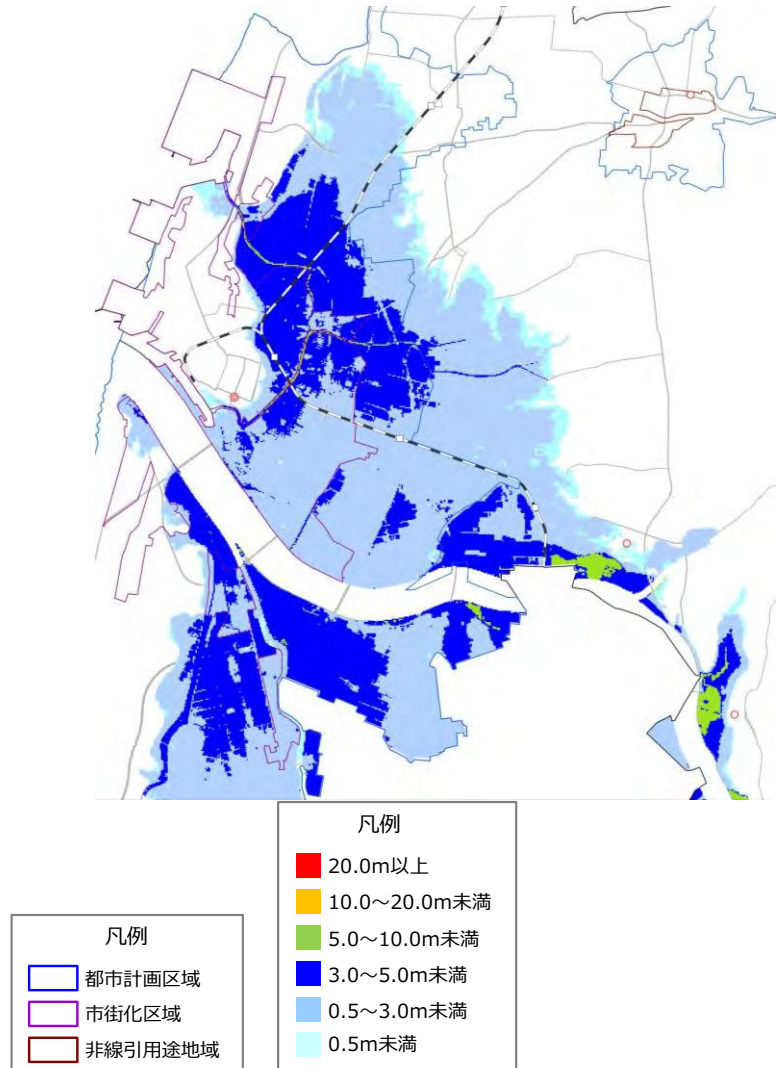 凡例
20.0m以上
10.0～20.0m未満
5.0～10.0m未満
3.0～5.0m未満
0.5～3.0m未満
0.5m未満
凡例
都市計画区域
市街化区域
非線引用途地域